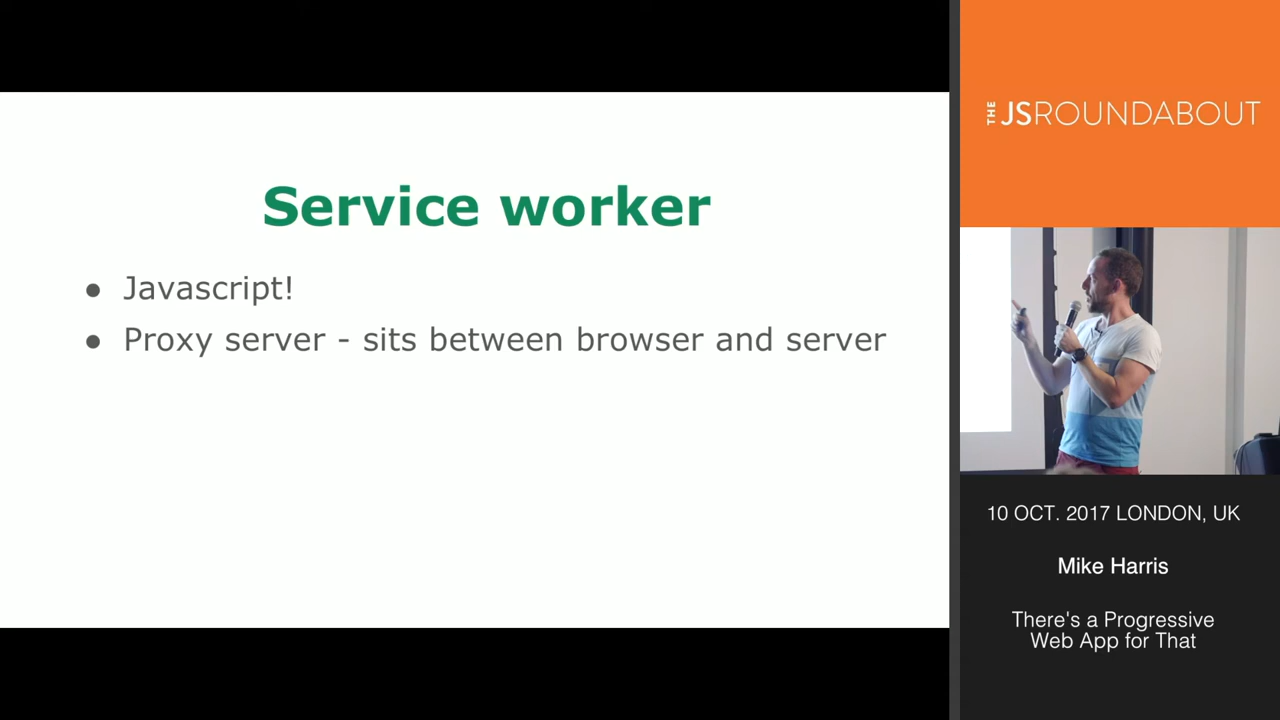 Service worker
● Javascript!
● Proxy server - sits between browser and server
THE JSROUNDABOUT
10 OCT. 2017 LONDON, UK
Mike Harris
There's a Progressive
Web App for That